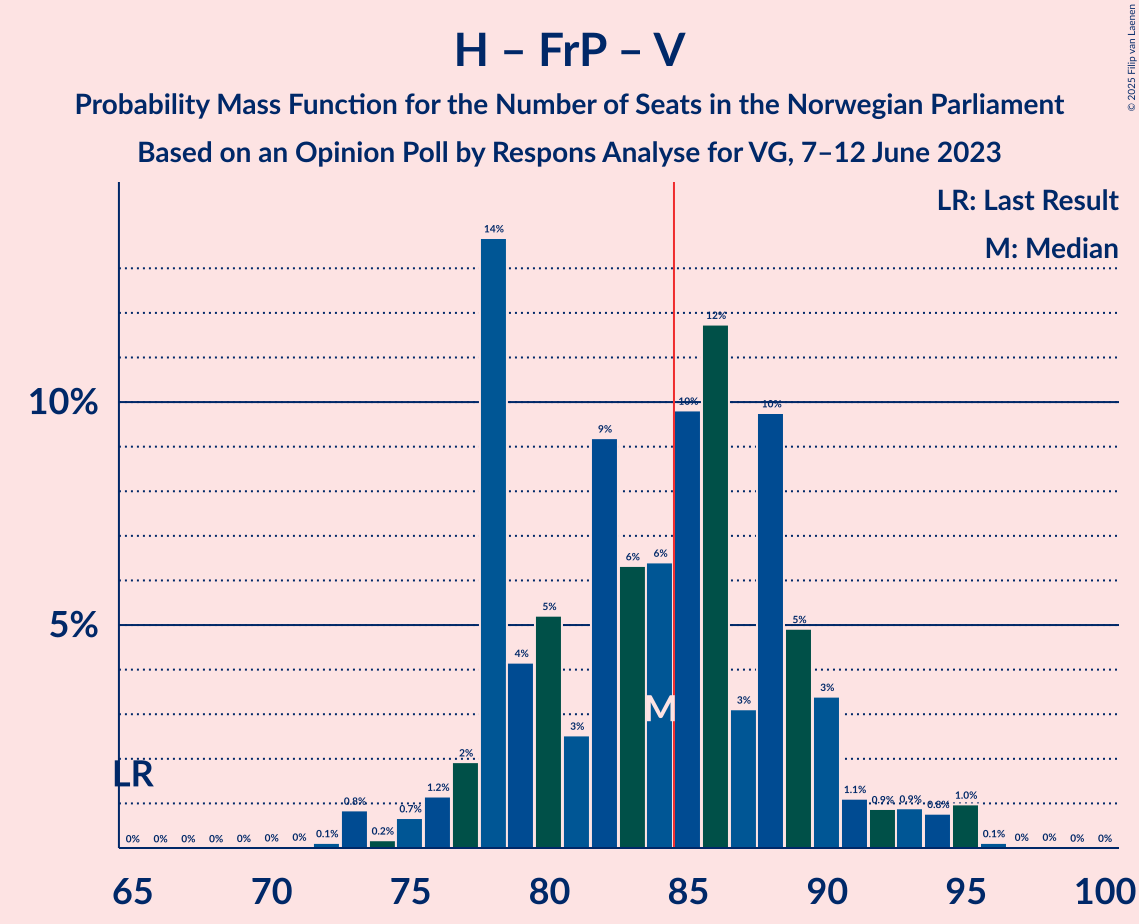 H – FrP – V
Probability Mass Function for the Number of Seats in the Norwegian Parliament
Based on an Opinion Poll by Respons Analyse for VG, 7–12 June 2023
© 2025 Filip van Laenen
LR: Last Result
M: Median
10%
5%
LR
M
0% 0% 0% 0% 0% 0% 0% 0.1% 0.8% 0.2% 0.7% 1.2% 2% 14% 4% 5% 3% 9% 6% 6% 10% 12% 3% 10% 5% 3% 1.1% 0.9% 0.9% 0.8% 1.0% 0.1% 0% 0% 0% 0%
65 70 75 80 85 90 95 100